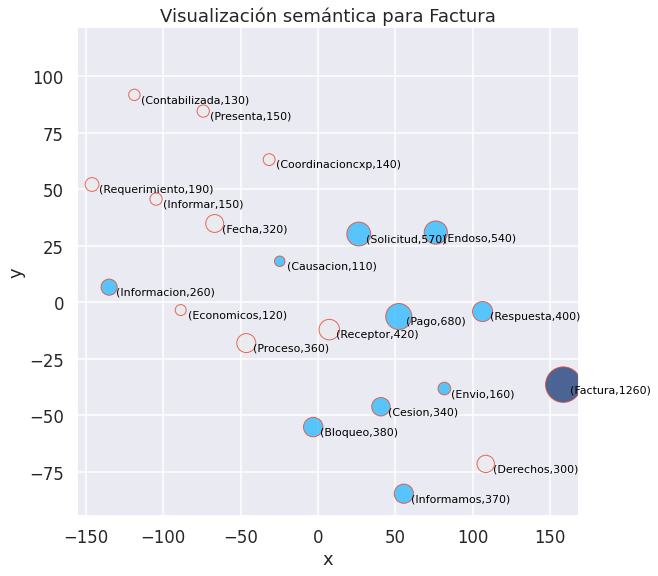 Visualización semántica para Factura
100
75
50
25
0
−25
−50
−75
y
(Contabilizada,130)
(Presenta,150)
(Coordinacioncxp,140)
(Requerimiento,190)
(Informar,150)
(Fecha,320)
(Solicitud,570)
(Endoso,540)
(Causacion,110)
(Informacion,260)
(Economicos,120)
(Pago,680)
(Respuesta,400)
(Receptor,420)
(Proceso,360)
(Factura,1260)
(Envio,160)
(Cesion,340)
(Bloqueo,380)
(Derechos,300)
(Informamos,370)
−150 −100 −50 0 50 100 150
x